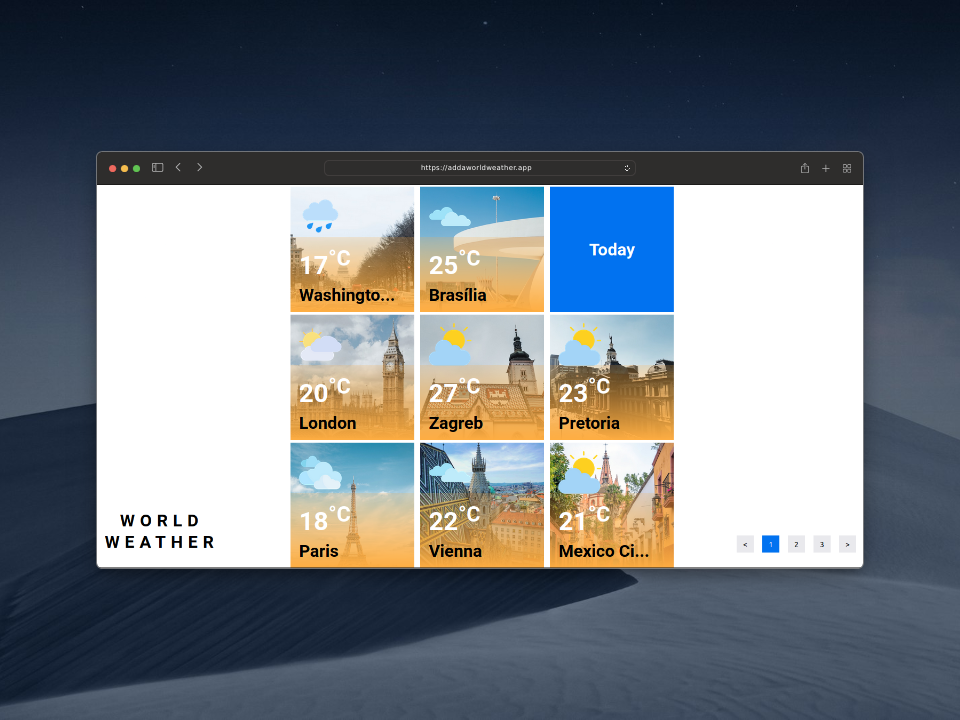 https://addaworldweather.app
17°C
Washingto...
25°C
Brasília
Today
20°C
London
27°C
Zagreb
23°C
Pretoria
18°C
Paris
22°C
Vienna
21°C
Mexico Ci...
WORLD
WEATHER
< 1 2 3 >